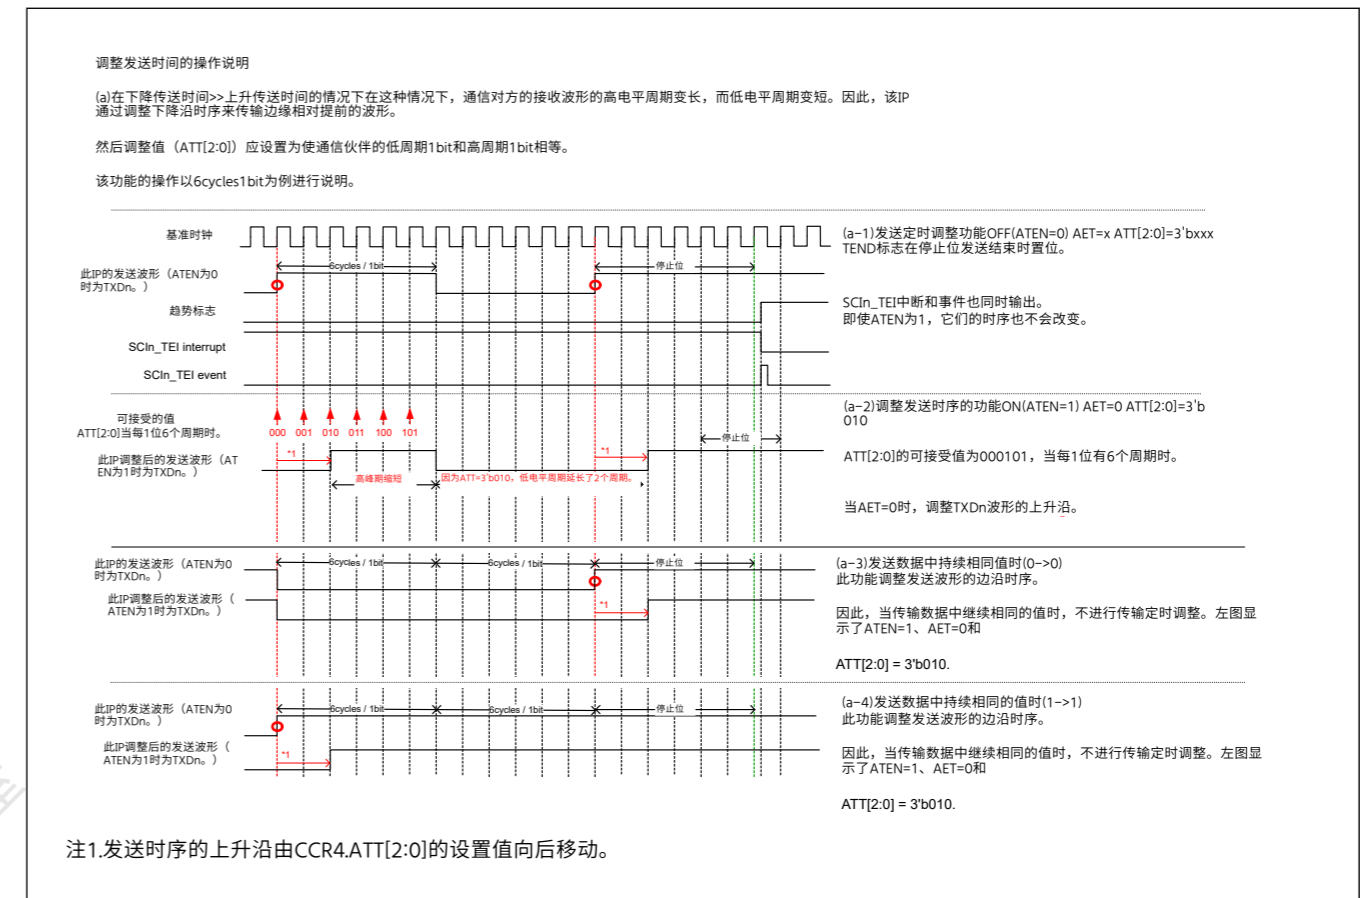 调整发送时间的操作说明
(a)在下降传送时间>>上升传送时间的情况下在这种情况下，通信对方的接收波形的高电平周期变长，而低电平周期变短。因此，该IP
通过调整下降沿时序来传输边缘相对提前的波形。
然后调整值（ATT[2:0]）应设置为使通信伙伴的低周期1bit和高周期1bit相等。
该功能的操作以6cycles1bit为例进行说明。
基准时钟
(a-1)发送定时调整功能OFF(ATEN=0) AET=x ATT[2:0]=3'bxxx
TEND标志在停止位发送结束时置位。
6cycles / 1bit
停止位
此IP的发送波形（ATEN为0
时为TXDn。）
趋势标志
SCIn_TEI中断和事件也同时输出。
即使ATEN为1，它们的时序也不会改变。
SCIn_TEI interrupt
SCIn_TEI event
(a-2)调整发送时序的功能ON(ATEN=1) AET=0 ATT[2:0]=3'b
010
可接受的值
ATT[2:0]当每1位6个周期时。
000 001 010 011 100 101
停止位
此IP调整后的发送波形（AT
EN为1时为TXDn。）
*1
*1
ATT[2:0]的可接受值为000101，当每1位有6个周期时。
高峰期缩短
因为ATT=3'b010，低电平周期延长了2个周期。
当AET=0时，调整TXDn波形的上升沿。
此IP的发送波形（ATEN为0
时为TXDn。）
6cycles / 1bit
6cycles / 1bit
停止位
(a-3)发送数据中持续相同值时(0->0)
此功能调整发送波形的边沿时序。
此IP调整后的发送波形（
ATEN为1时为TXDn。）
*1
因此，当传输数据中继续相同的值时，不进行传输定时调整。左图显
示了ATEN=1、AET=0和
ATT[2:0] = 3'b010.
此IP的发送波形（ATEN为0
时为TXDn。）
6cycles / 1bit
6cycles / 1bit
停止位
(a-4)发送数据中持续相同的值时(1->1)
此功能调整发送波形的边沿时序。
此IP调整后的发送波形（
ATEN为1时为TXDn。）
*1
因此，当传输数据中继续相同的值时，不进行传输定时调整。左图显
示了ATEN=1、AET=0和
ATT[2:0] = 3'b010.
注1.发送时序的上升沿由CCR4.ATT[2:0]的设置值向后移动。